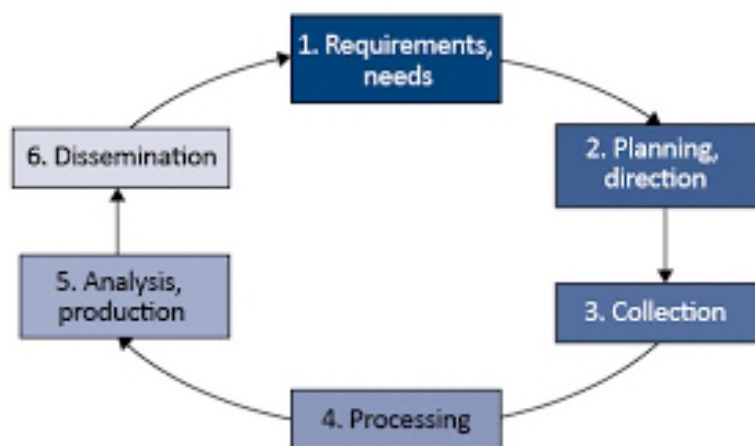 1. Requirements,
needs
2. Planning,
direction
3. Collection
4. Processing
5. Analysis,
production
6. Dissemination